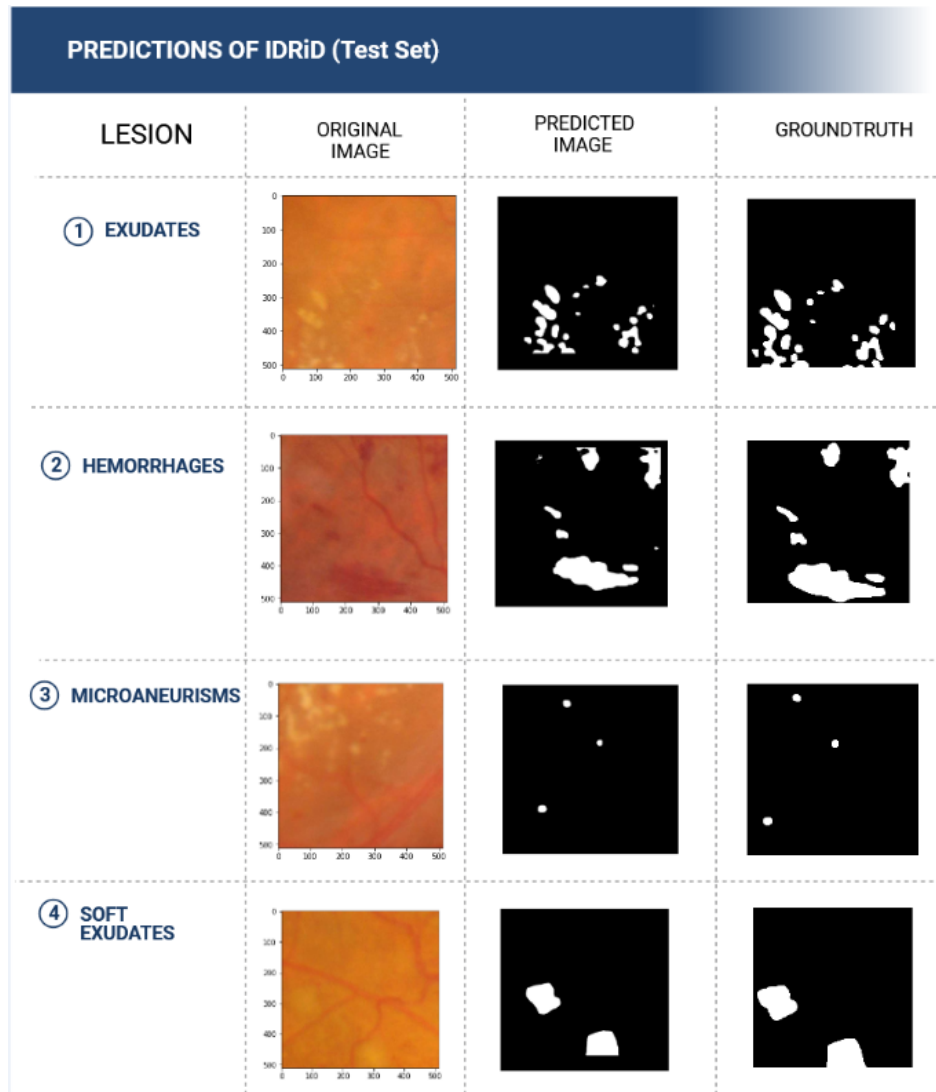 PREDICTIONS OF IDRiD (Test Set)
LESION
ORIGINAL
IMAGE
PREDICTED
IMAGE
GROUNDTRUTH
1 EXUDATES
0
100
200
300
400
500
0 100 200 300 400 500
2 HEMORRHAGES
0
100
200
300
400
500
0 100 200 300 400 500
3 MICROANEURISMS
0
100
200
300
400
500
0 100 200 300 400 500
4 SOFT
EXUDATES
0
100
200
300
400
500
0 100 200 300 400 500